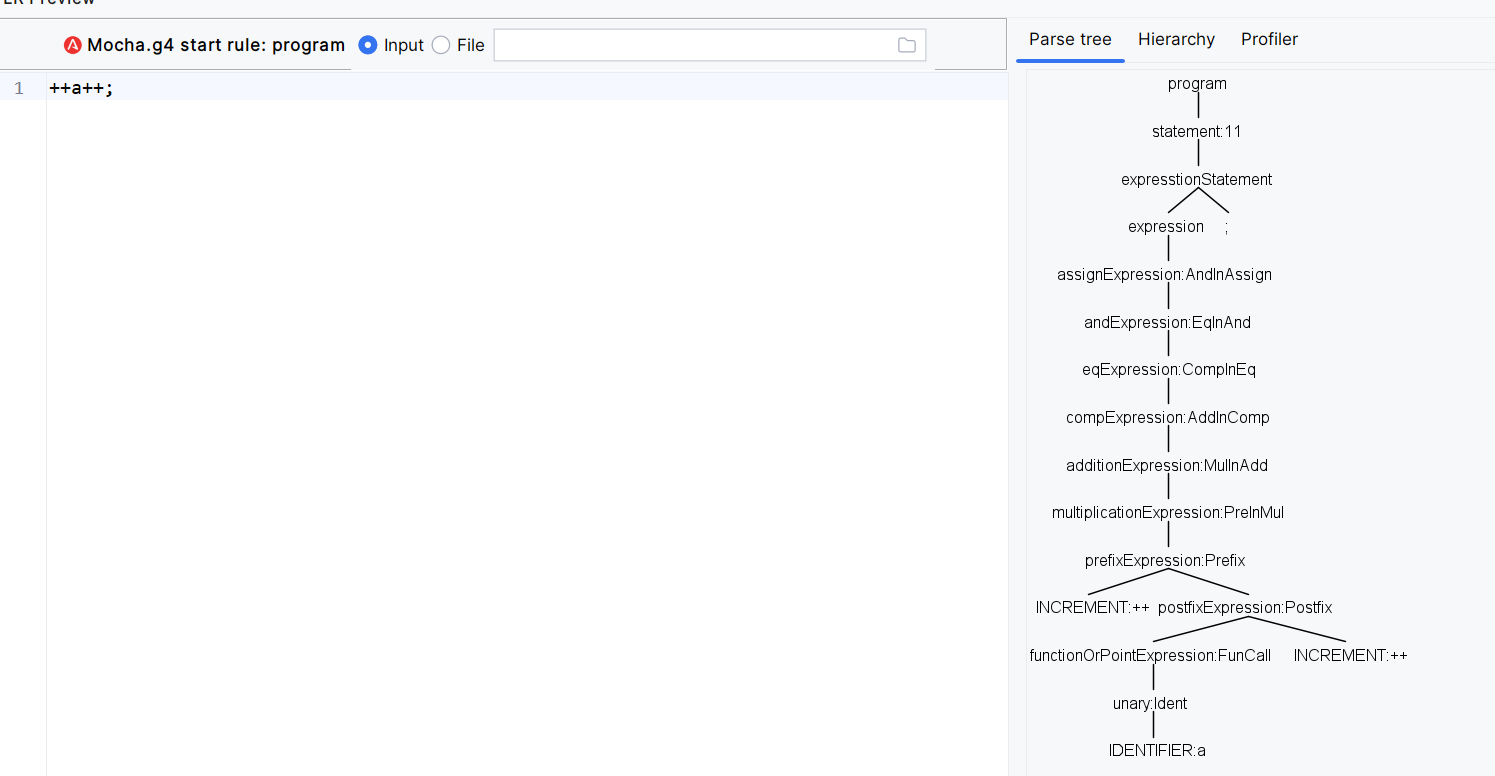 Mocha.g4 start rule: program Input File
Parse tree Hierarchy Profiler
1 ++a++;
program
statement:11
expresstionStatement
expression ;
assignExpression:AndInAssign
andExpression:EqInAnd
eqExpression:CompInEq
compExpression:AddInComp
additionExpression:MulInAdd
multiplicationExpression:PreInMul
prefixExpression:Prefix
INCREMENT:++ postfixExpression:Postfix
functionOrPointExpression:FunCall INCREMENT:++
unary:Ident
IDENTIFIER:a